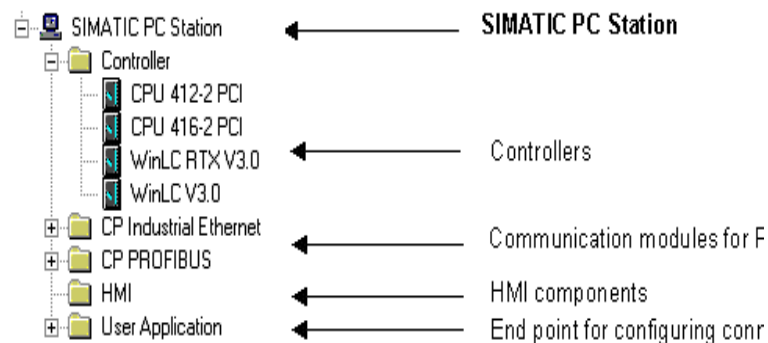 SIMATIC PC Station SIMATIC PC Station
Controller
CPU 412-2 PCI
CPU 416-2 PCI
WinLC RTX V3.0 Controllers
WinLC V3.0
CP Industrial Ethernet
Communication modules for
CP PROFIBUS
HMI HMI components
User Application End point for configuring